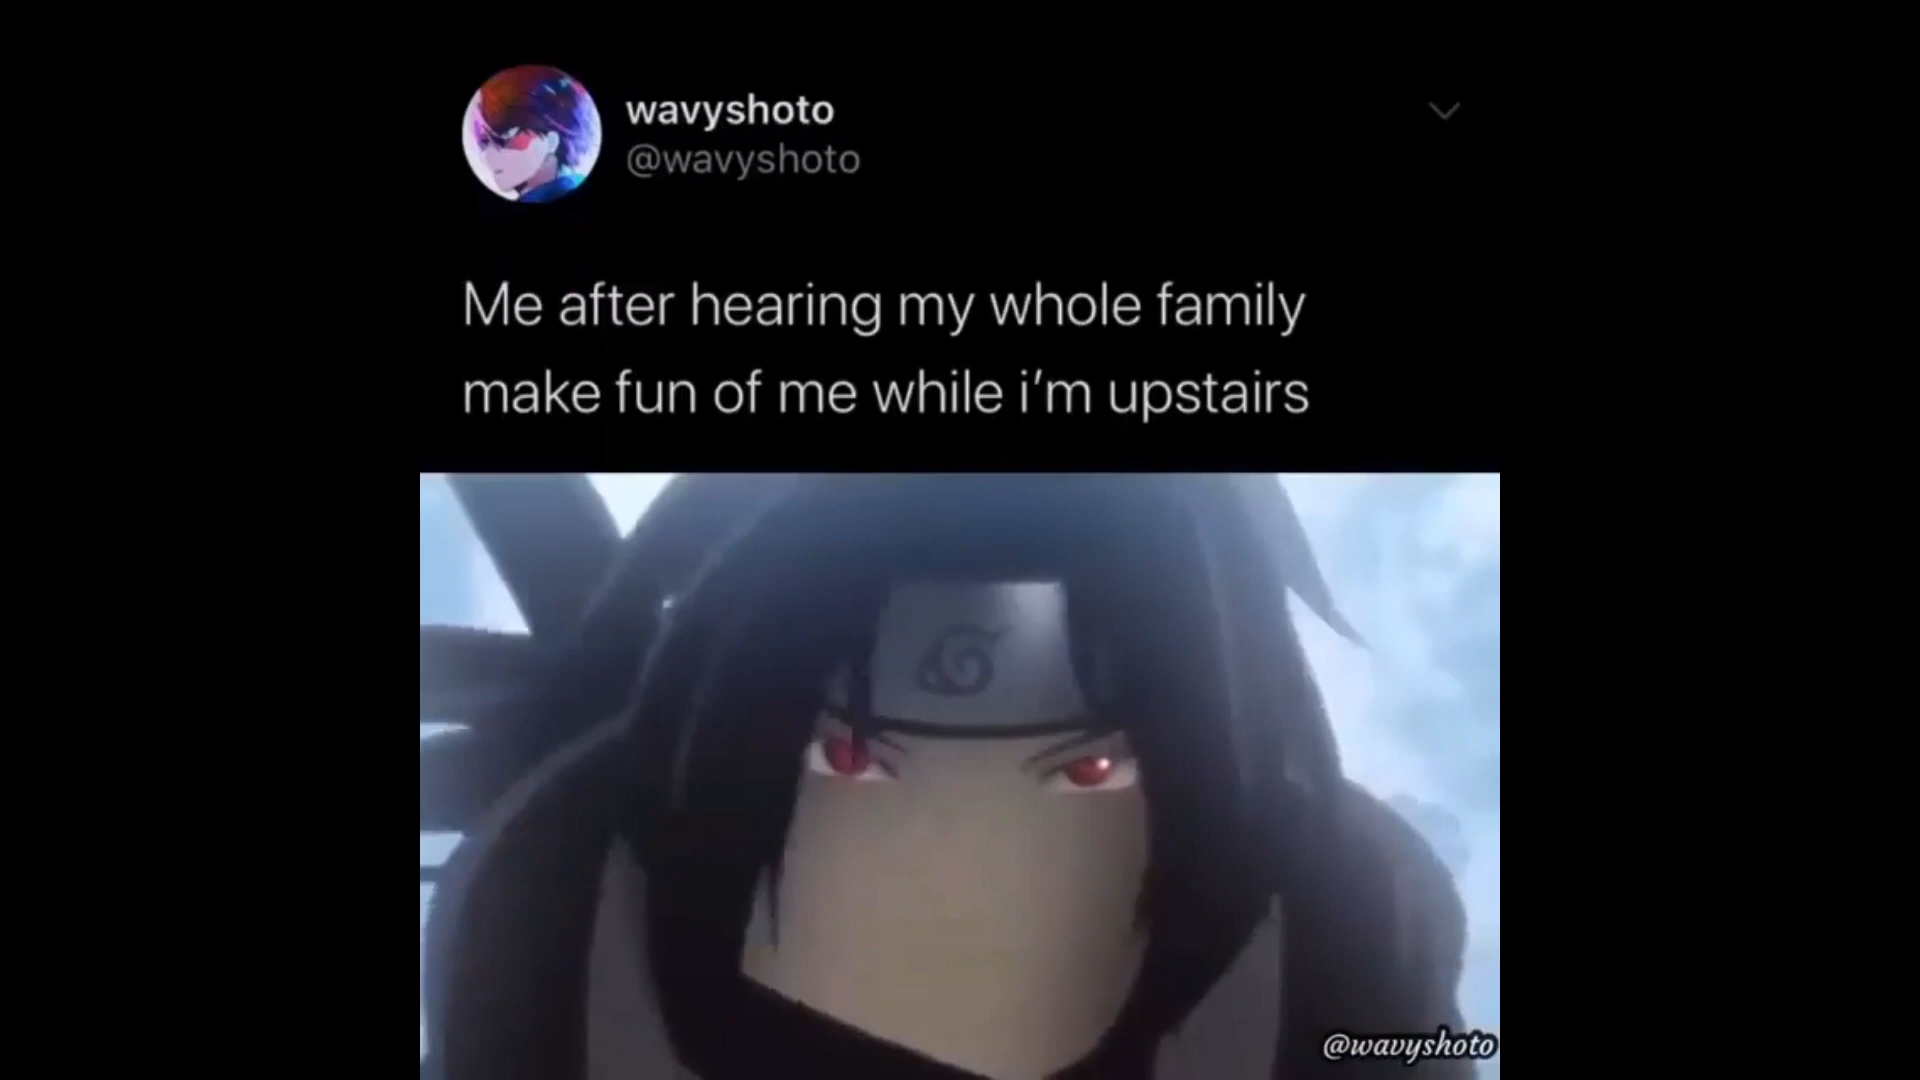 wavyshoto
@wavyshoto
Me after hearing my whole family
make fun of me while i’m upstairs
@wavyshoto